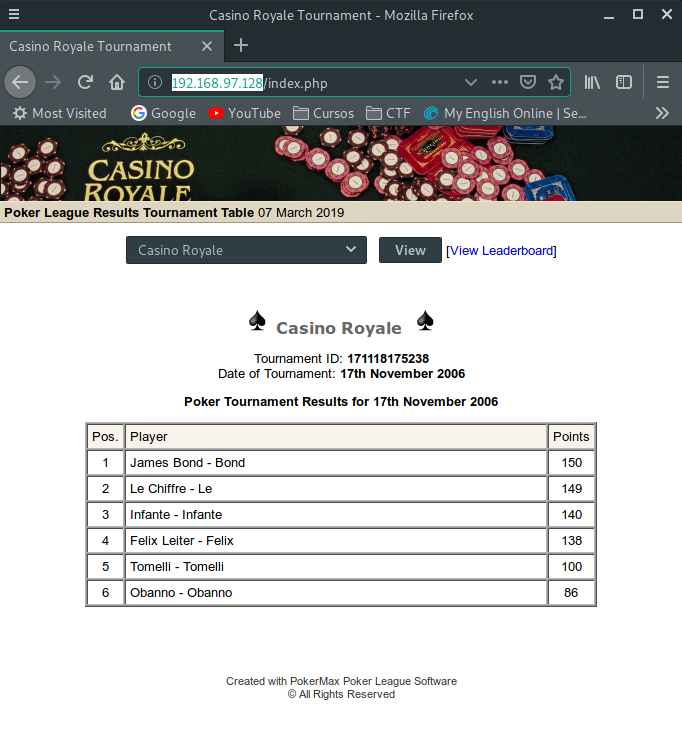 Casino Royale Tournament - Mozilla Firefox
Casino Royale Tournament
192.168.97.128/index.php
Most Visited Google YouTube Cursos CTF My English Online | Se...
CASINO
ROYALE
Poker League Results Tournament Table 07 March 2019
Casino Royale View [View Leaderboard]
Casino Royale
Tournament ID: 171118175238
Date of Tournament: 17th November 2006
Poker Tournament Results for 17th November 2006
Pos. Player Points
1 James Bond - Bond 150
2 Le Chiffre - Le 149
3 Infante - Infante 140
4 Felix Leiter - Felix 138
5 Tomelli - Tomelli 100
6 Obanno - Obanno 86
Created with PokerMax Poker League Software
© All Rights Reserved